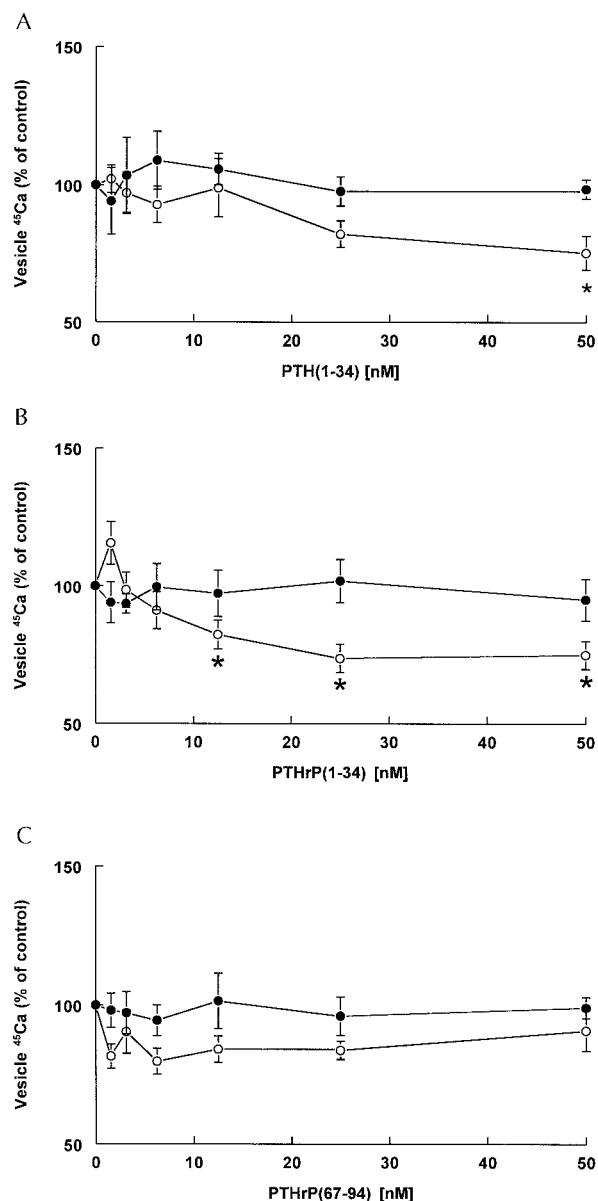 A
Vesicle ⁴⁵Ca (% of control)
150
100
50
0 10 20 30 40 50
PTH(1-34) [nM]
*
B
Vesicle ⁴⁵Ca (% of control)
150
100
50
0 10 20 30 40 50
PTHrP(1-34) [nM]
* * *
C
Vesicle ⁴⁵Ca (% of control)
150
100
50
0 10 20 30 40 50
PTHrP(67-94) [nM]